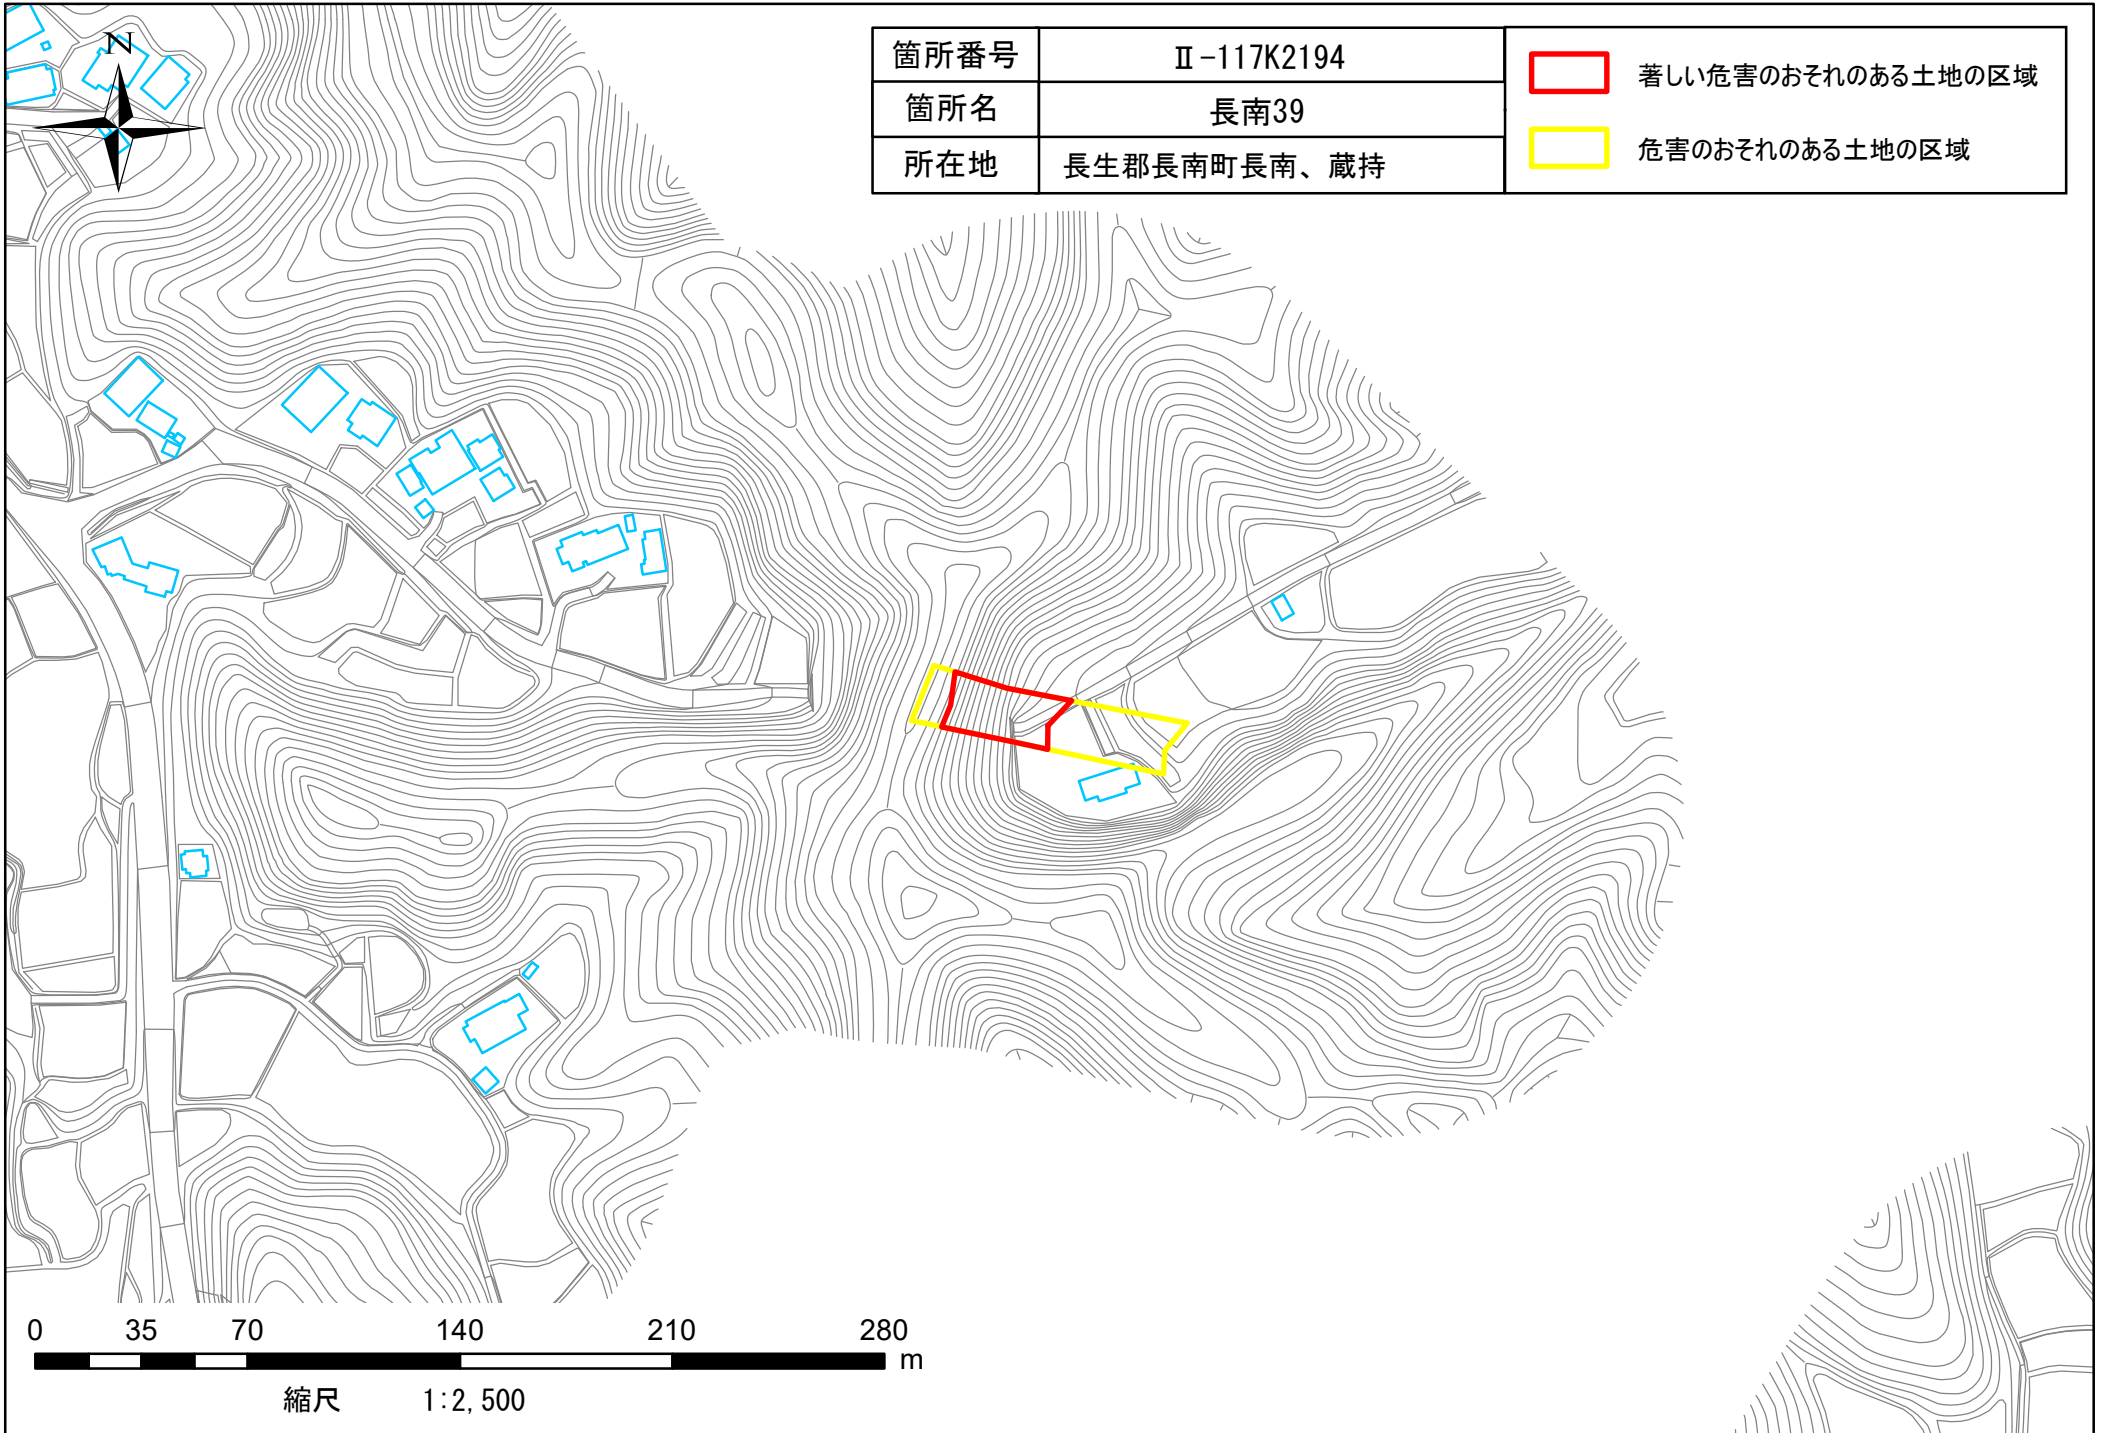 N
箇所番号 Ⅱ-117K2194
箇所名 長南39
所在地 長生郡長南町長南、蔵持
著しい危害のおそれのある土地の区域
危害のおそれのある土地の区域
0 35 70 140 210 280
m
縮尺 1:2,500